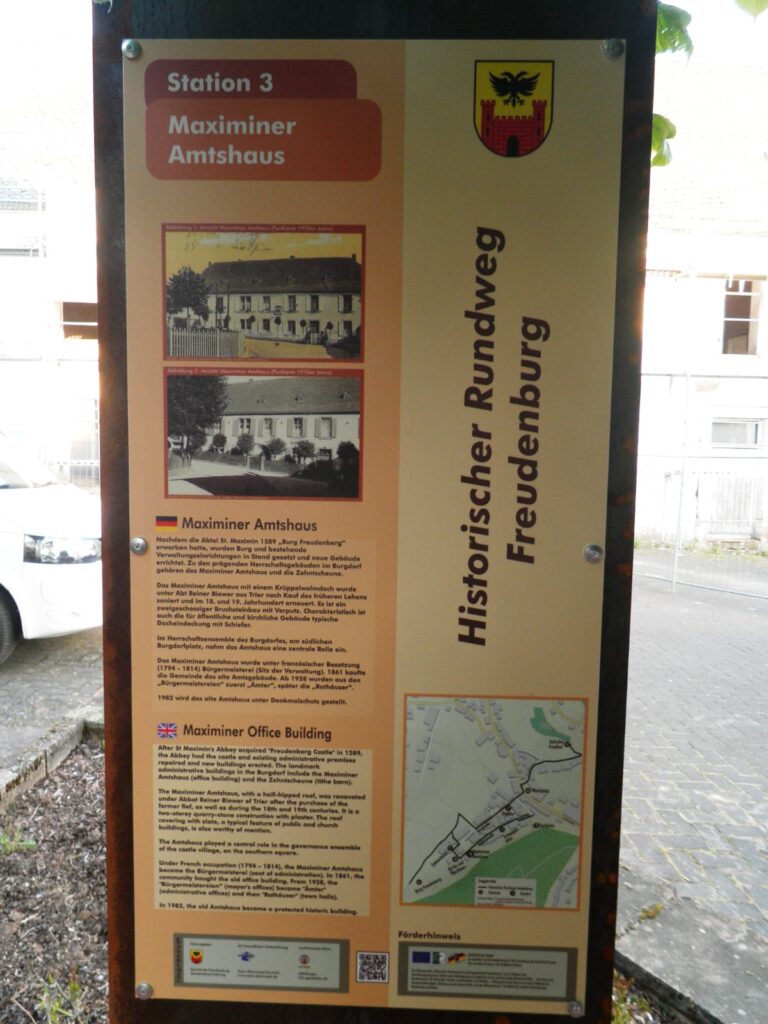 Station 3
Maximiner
Amtshaus
Historischer Rundweg
Freudenburg
Abbildung 1: Ansicht Maximiner Amtshaus (Postkarte 1920er Jahre)
Abbildung 2: Ansicht Maximiner Amtshaus (Postkarte 1950er Jahre)
Maximiner Amtshaus
Nachdem die Abtei St. Maximin 1589 „Burg Freudenberg“
erworben hatte, wurden Burg und bestehende
Verwaltungseinrichtungen in Stand gesetzt und neue Gebäude
errichtet. Zu den prägenden Herrschaftsgebäuden im Burgdorf
gehören das Maximiner Amtshaus und die Zehntscheune.
Das Maximiner Amtshaus mit einem Krüppelwalmdach wurde
unter Abt Reiner Biewer aus Trier nach Kauf des früheren Lehens
saniert und im 18. und 19. Jahrhundert erneuert. Es ist ein
zweigeschossiger Bruchsteinbau mit Verputz. Charakteristisch ist
auch die für öffentliche und kirchliche Gebäude typische
Dacheindeckung mit Schiefer.
Im Herrschaftsensemble des Burgdorfes, am südlichen
Burgdorfplatz, nahm das Amtshaus eine zentrale Rolle ein.
Das Maximiner Amtshaus wurde unter französischer Besatzung
(1794 - 1814) Bürgermeisterei (Sitz der Verwaltung). 1861 kaufte
die Gemeinde das alte Amtsgebäude. Ab 1928 wurden aus den
„Bürgermeistereien“ zuerst „Ämter“, später die „Rathäuser“.
1982 wird das alte Amtshaus unter Denkmalschutz gestellt.
Maximiner Office Building
After St Maximin's Abbey acquired "Freudenberg Castle" in 1589,
the Abbey had the castle and existing administrative premises
repaired and new buildings erected. The landmark
administrative buildings in the Burgdorf include the Maximiner
Amtshaus (office building) and the Zehntscheune (tithe barn).
The Maximiner Amtshaus, with a half-hipped roof, was renovated
under Abbot Reiner Biewer of Trier after the purchase of the
former fief, as well as during the 18th and 19th centuries. It is a
two-storey quarry-stone construction with plaster. The roof
covering with slate, a typical feature of public and church
buildings, is also worthy of mention.
The Amtshaus played a central role in the governance ensemble
of the castle village, on the southern square.
Under French occupation (1794 - 1814), the Maximiner Amtshaus
became the Bürgermeisterei (seat of administration). In 1861, the
community bought the old office building. From 1928, the
"Bürgermeistereien" (mayor's offices) became "Ämter"
(administrative offices) and then "Rathäuser" (town halls).
In 1982, the old Amtshaus became a protected historic building.
Förderhinweis